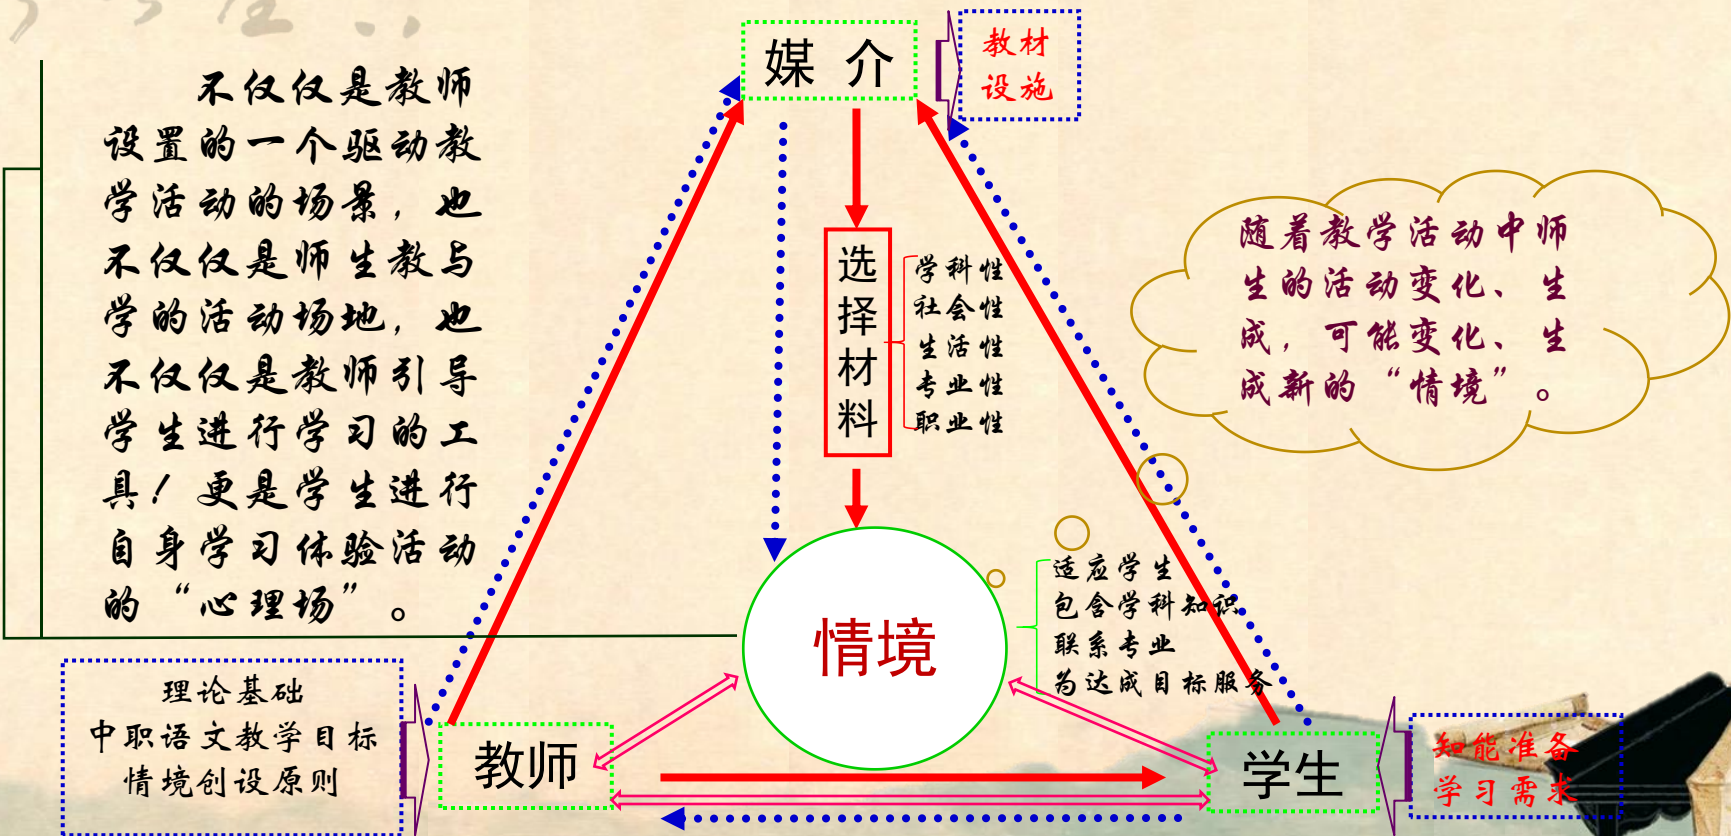 媒 介
教材
设施
不仅仅是教师
设置的一个驱动教
学活动的场景，也
不仅仅是师生教与
学的活动场地，也
不仅仅是教师引导
学生进行学习的工
具！更是学生进行
自身学习体验活动
的“心理场”。
选
择
材
料
学科性
社会性
生活性
专业性
职业性
随着教学活动中师
生的活动变化、生
成，可能变化、生
成新的“情境”。
情境
适应学生
包含学科知识
联系专业
为达成目标服务
理论基础
中职语文教学目标
情境创设原则
教师
学生
知能准备
学习需求